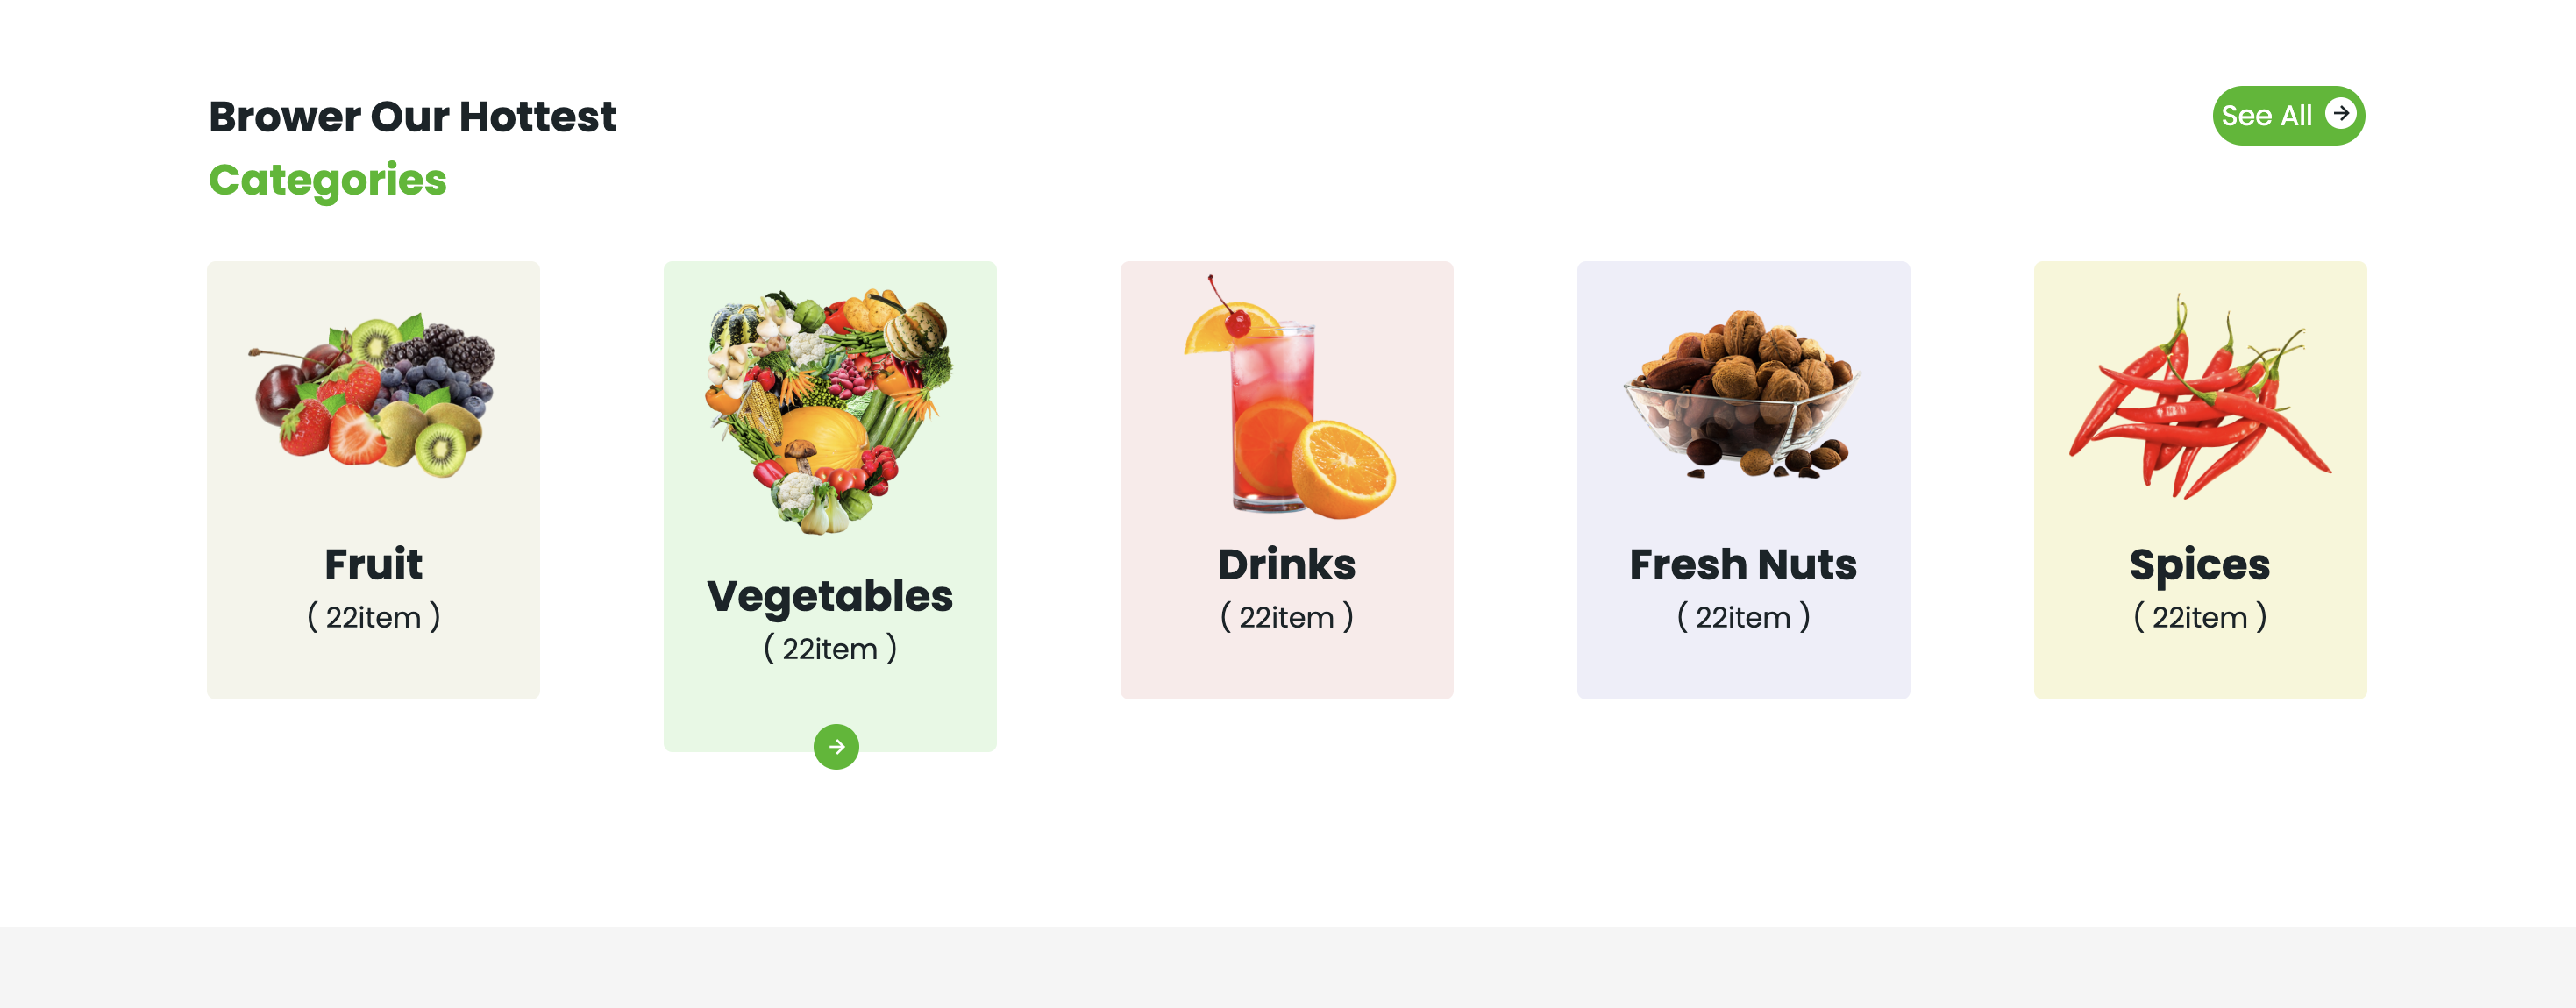 Brower Our Hottest
Categories
See All
Fruit
( 22item )
Vegetables
( 22item )
Drinks
( 22item )
Fresh Nuts
( 22item )
Spices
( 22item )